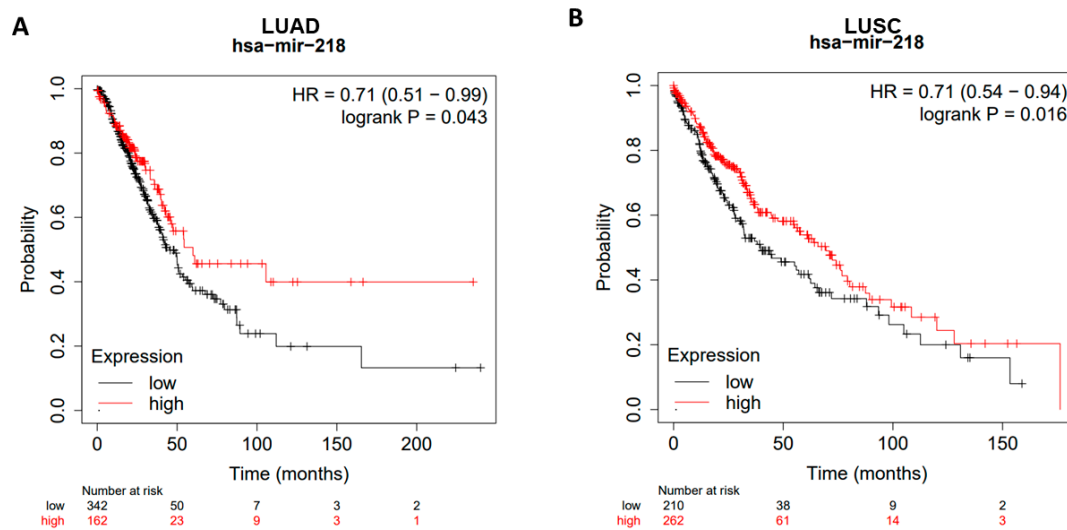 A
LUAD
hsa−mir−218
HR = 0.71 (0.51 − 0.99)
logrank P = 0.043
Probability
1.0
0.8
0.6
0.4
0.2
0.0
Expression
low
high
0 50 100 150 200
Time (months)
Number at risk
low 342 50 7 3 2
high 162 23 9 3 1
B
LUSC
hsa−mir−218
HR = 0.71 (0.54 − 0.94)
logrank P = 0.016
Probability
1.0
0.8
0.6
0.4
0.2
0.0
Expression
low
high
0 50 100 150
Time (months)
Number at risk
low 210 38 9 2
high 262 61 14 3